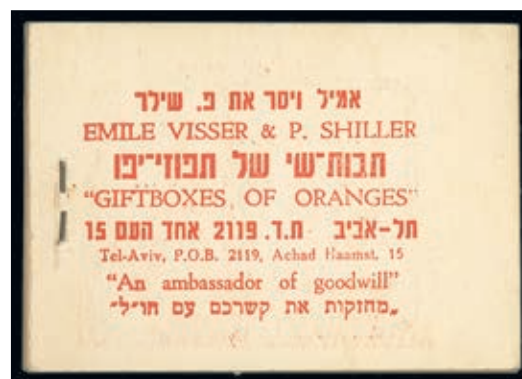 אמיל ויסר את פ. שילר
EMILE VISSER & P. SHILLER
תבות־שי של תפוזי־יפו
"GIFTBOXES OF ORANGES"
תל-אביב ת.ד. 2119 אחד העם 15
Tel-Aviv, P.O.B. 2119, Achad Haamst. 15
"An ambassador of goodwill"
„מחזקות את קשרכם עם חו״ל״